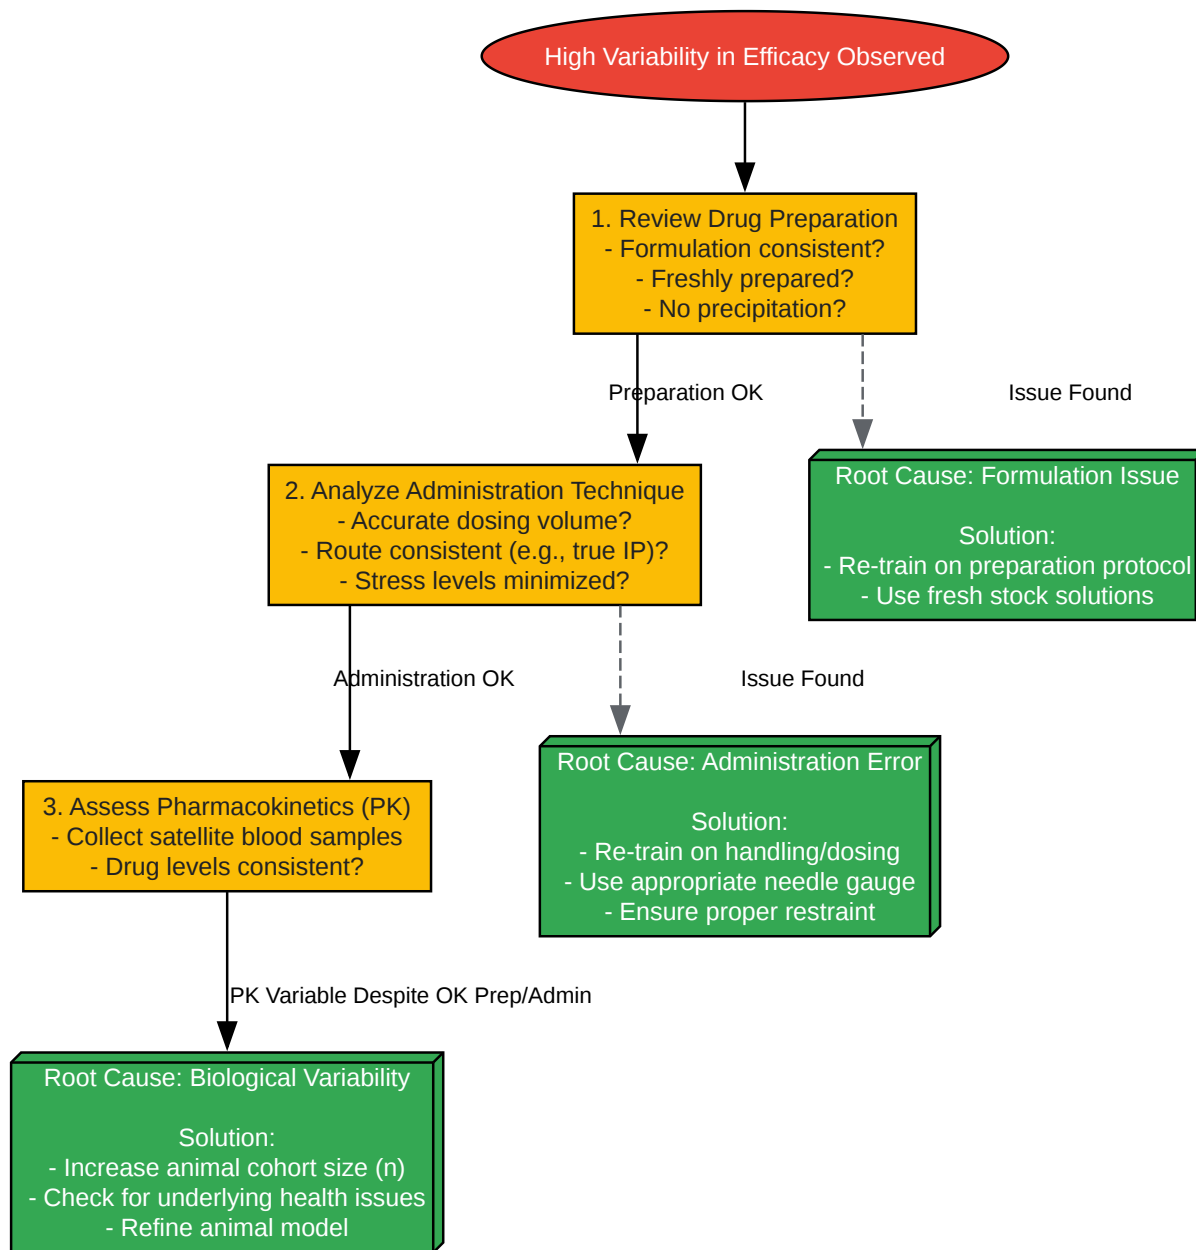 High Variability in Efficacy Observed
1. Review Drug Preparation
- Formulation consistent?
- Freshly prepared?
- No precipitation?
Preparation OK
Issue Found
2. Analyze Administration Technique
- Accurate dosing volume?
- Route consistent (e.g., true IP)?
- Stress levels minimized?
Root Cause: Formulation Issue
Solution:
- Re-train on preparation protocol
- Use fresh stock solutions
Administration OK
Issue Found
3. Assess Pharmacokinetics (PK)
- Collect satellite blood samples
- Drug levels consistent?
Root Cause: Administration Error
Solution:
- Re-train on handling/dosing
- Use appropriate needle gauge
- Ensure proper restraint
PK Variable Despite OK Prep/Admin
Root Cause: Biological Variability
Solution:
- Increase animal cohort size (n)
- Check for underlying health issues
- Refine animal model